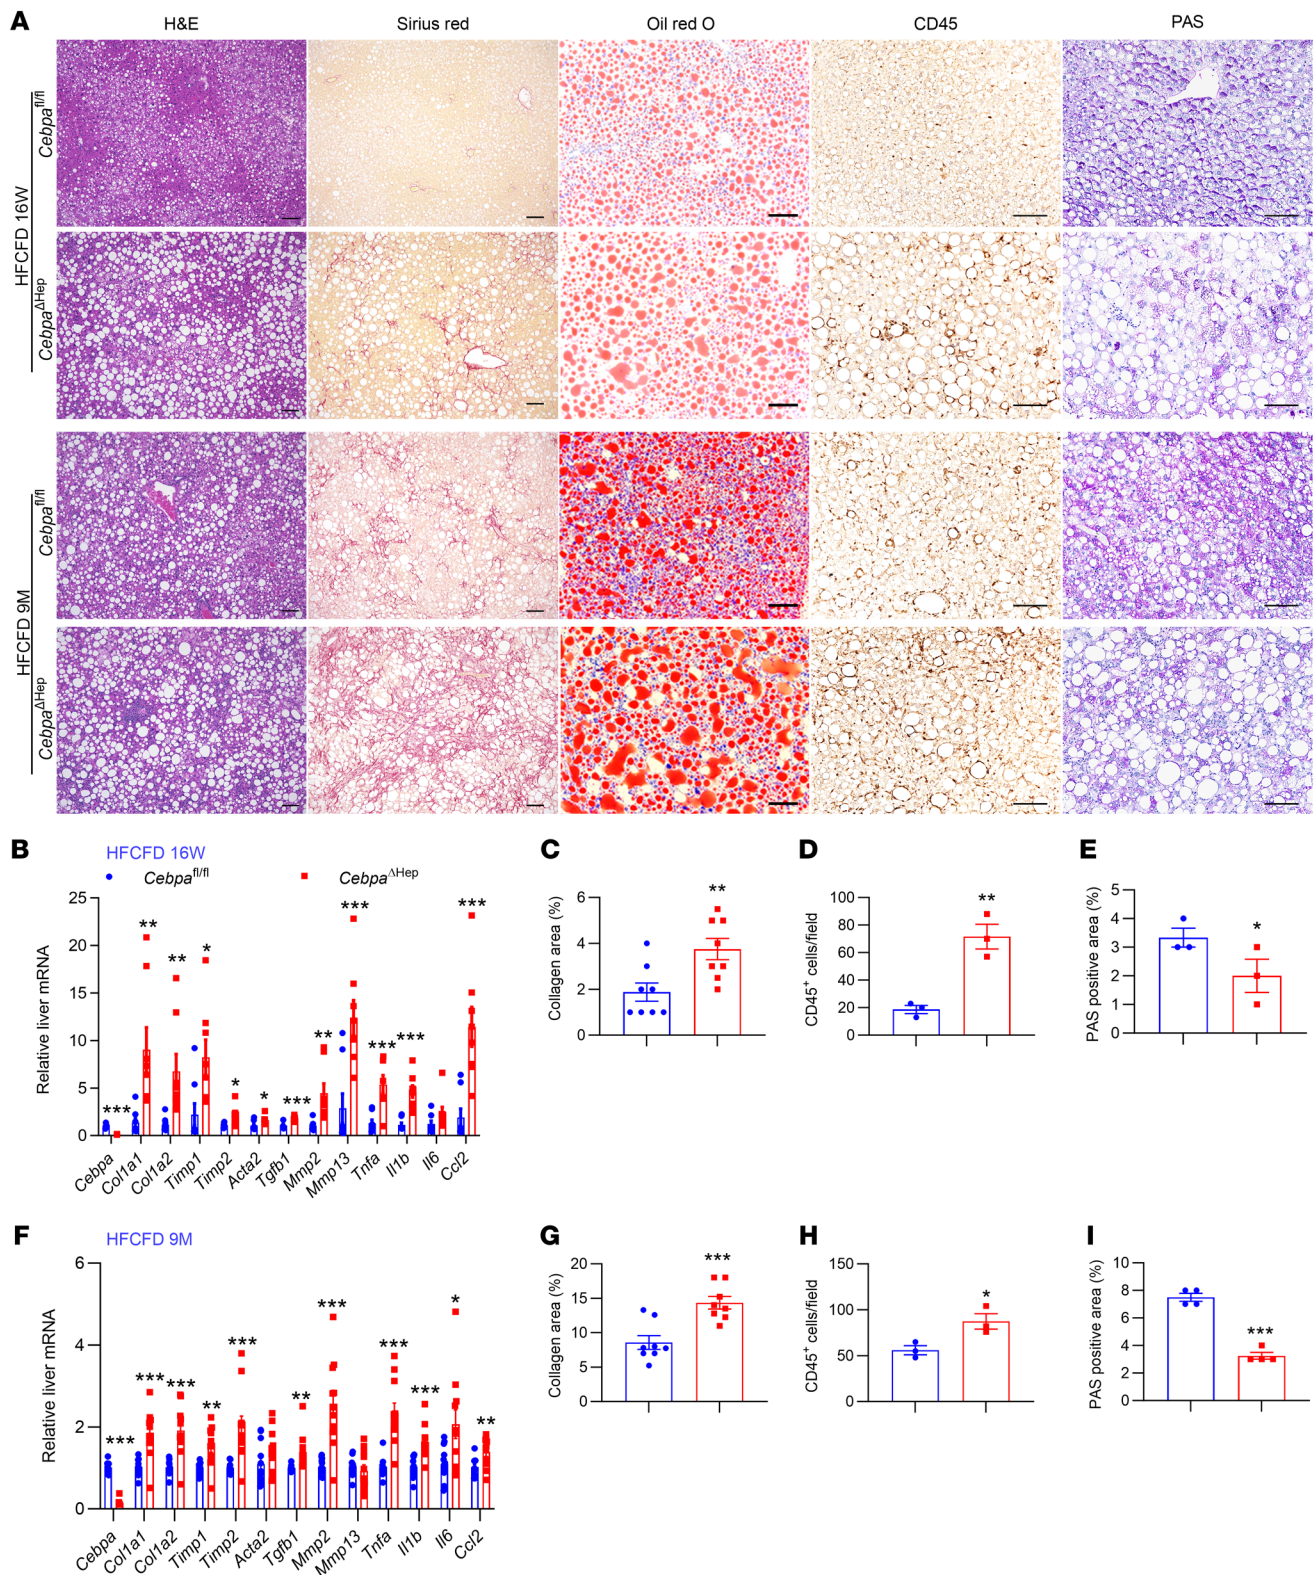 A
H&E
Sirius red
Oil red O
CD45
PAS
HFCFD 16W
Cebpa^fl/fl
Cebpa^ΔHep
HFCFD 9M
Cebpa^fl/fl
Cebpa^ΔHep
B
HFCFD 16W
Cebpa^fl/fl
Cebpa^ΔHep
Relative liver mRNA
25
20
15
10
5
0
***
**
**
*
*
*
***
**
***
***
***
***
Cebpa
Col1a1
Col1a2
Timp1
Timp2
Acta2
Tgfb1
Mmp2
Mmp13
Tnfa
Il1b
Il6
Ccl2
C
Collagen area (%)
6
4
2
0
**
D
CD45+ cells/field
100
80
60
40
20
0
**
E
PAS positive area (%)
5
4
3
2
1
0
*
F
HFCFD 9M
Relative liver mRNA
6
4
2
0
***
***
***
**
***
**
***
***
***
*
**
Cebpa
Col1a1
Col1a2
Timp1
Timp2
Acta2
Tgfb1
Mmp2
Mmp13
Tnfa
Il1b
Il6
Ccl2
G
Collagen area (%)
20
15
10
5
0
***
H
CD45+ cells/field
150
100
50
0
*
I
PAS positive area (%)
10
8
6
4
2
0
***